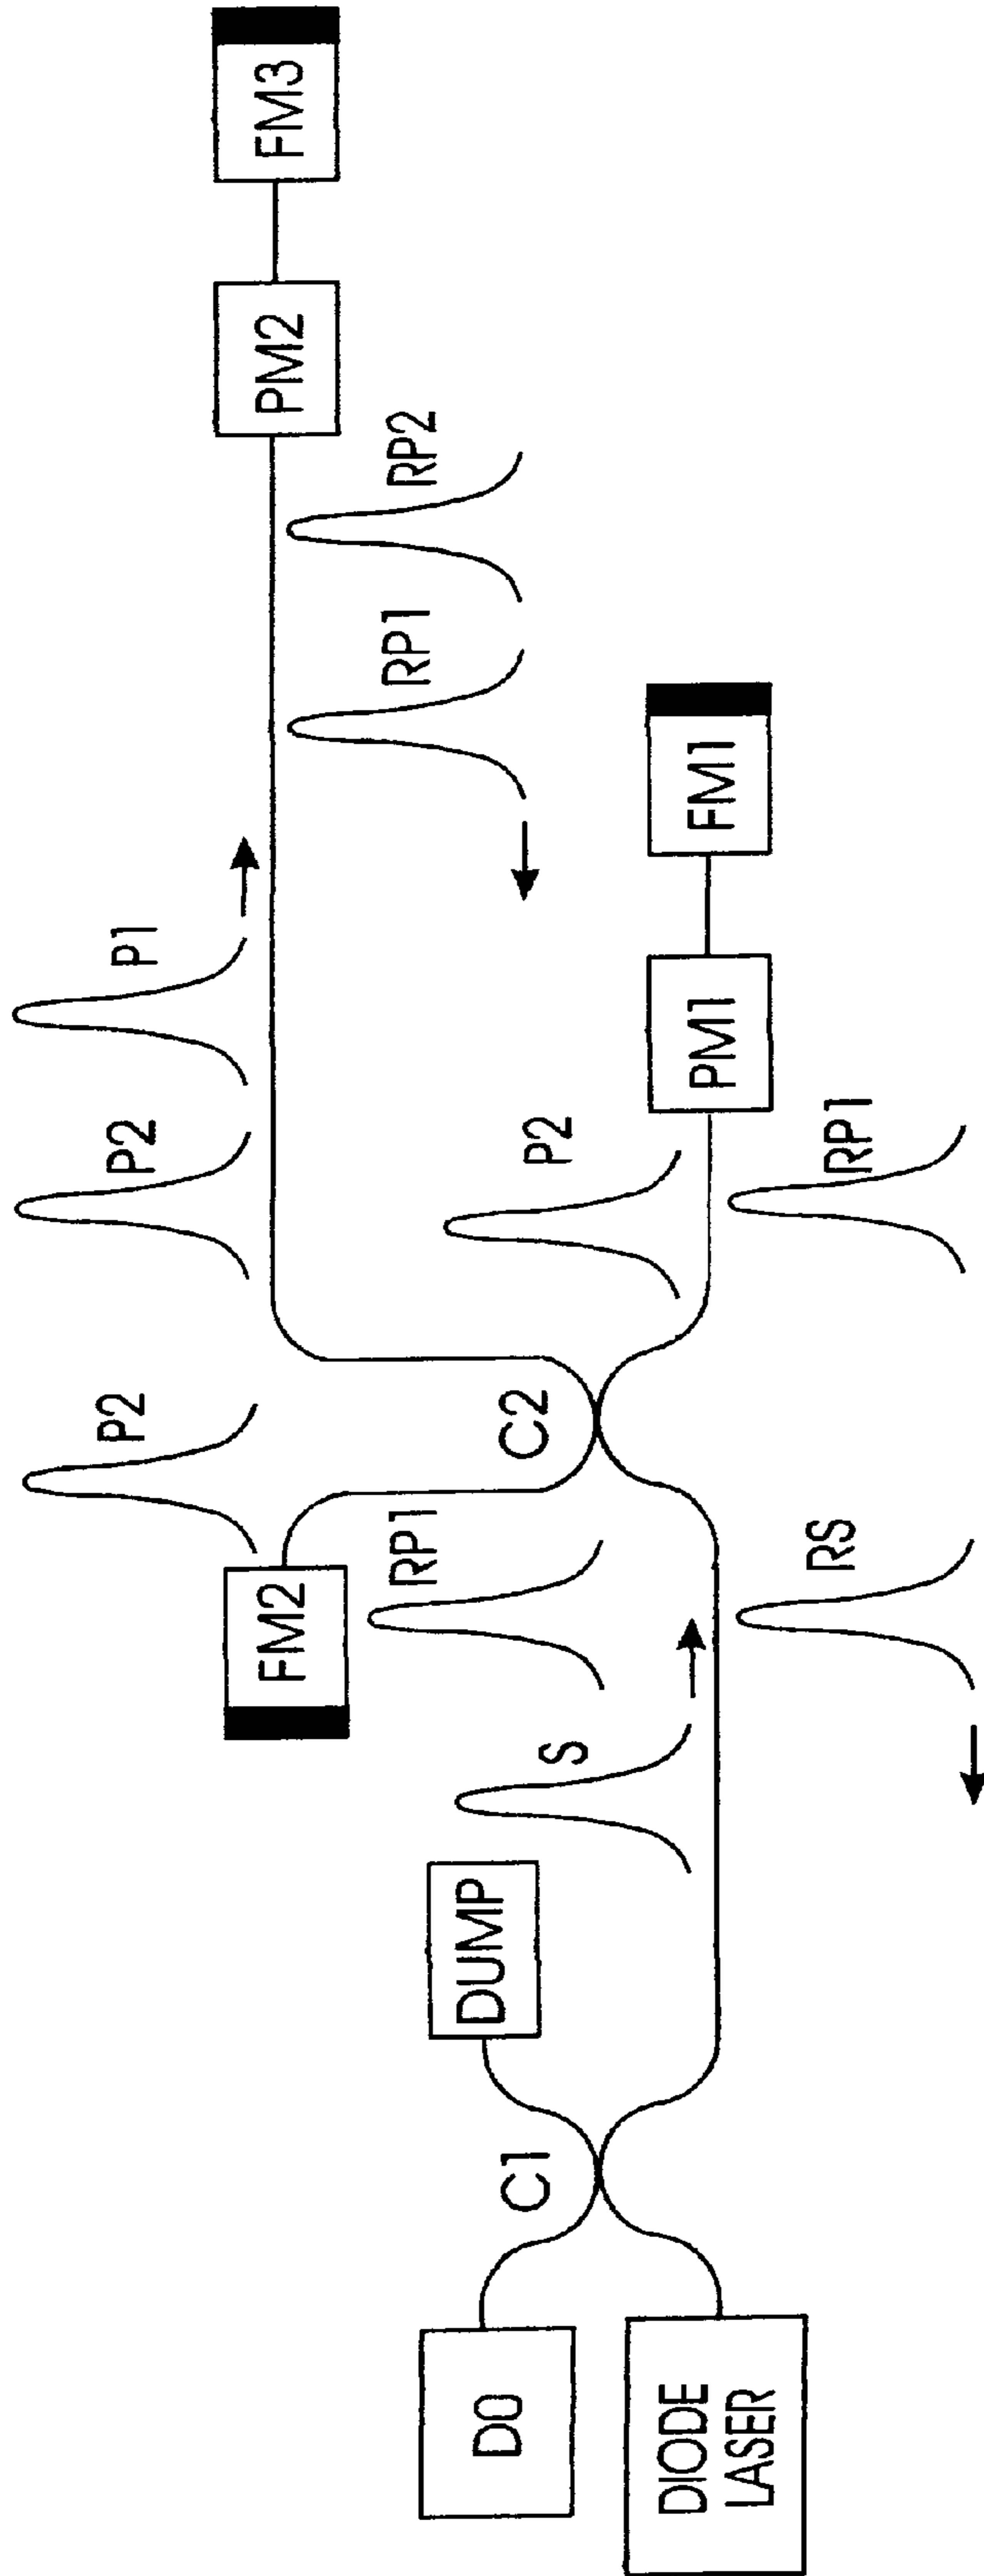 FM3
PM2
RP2
RP1
P1
P2
FM1
PM1
P2
RP1
P2
C2
FM2
RP1
RS
S
DUMP
C1
D0
DIODE
LASER